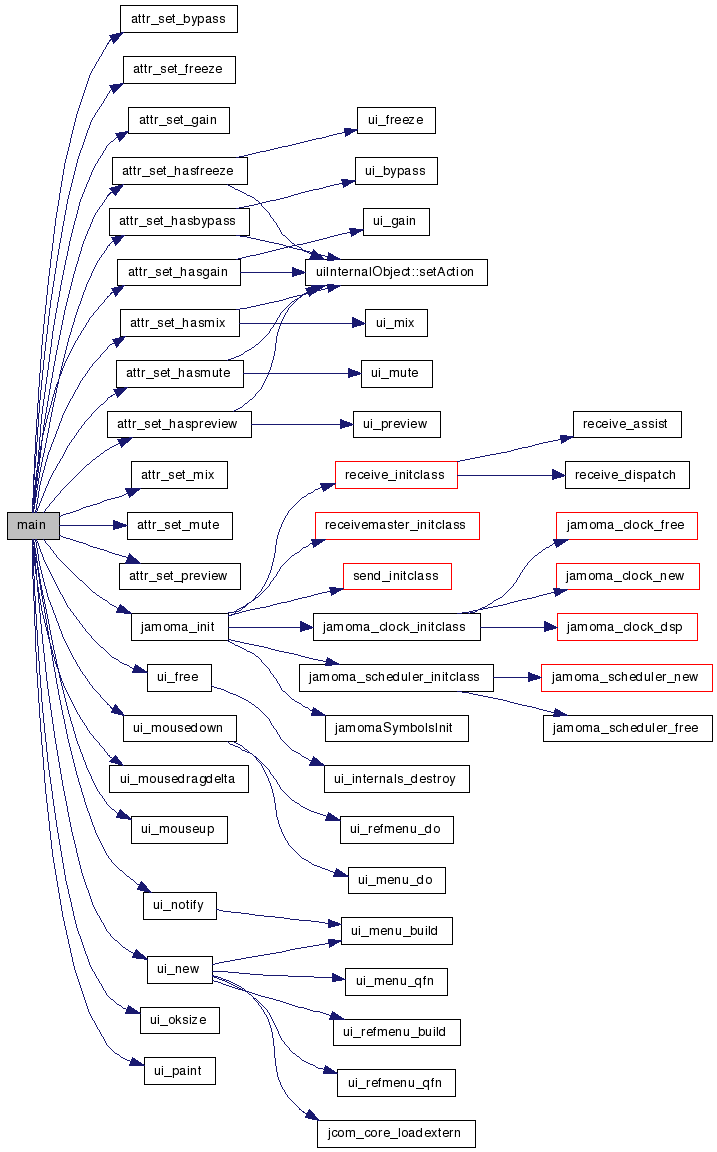 attr_set_bypass
attr_set_freeze
attr_set_gain
ui_freeze
attr_set_hasfreeze
ui_bypass
attr_set_hasbypass
ui_gain
attr_set_hasgain
uiInternalObject::setAction
attr_set_hasmix
ui_mix
attr_set_hasmute
ui_mute
attr_set_haspreview
ui_preview
receive_assist
attr_set_mix
receive_initclass
receive_dispatch
main
attr_set_mute
receivemaster_initclass
jamoma_clock_free
attr_set_preview
send_initclass
jamoma_clock_new
jamoma_init
jamoma_clock_initclass
jamoma_clock_dsp
ui_free
jamoma_scheduler_initclass
jamoma_scheduler_new
ui_mousedown
jamomaSymbolsInit
jamoma_scheduler_free
ui_mousedragdelta
ui_internals_destroy
ui_mouseup
ui_refmenu_do
ui_menu_do
ui_notify
ui_menu_build
ui_new
ui_menu_qfn
ui_oksize
ui_refmenu_build
ui_paint
ui_refmenu_qfn
jcom_core_loadextern